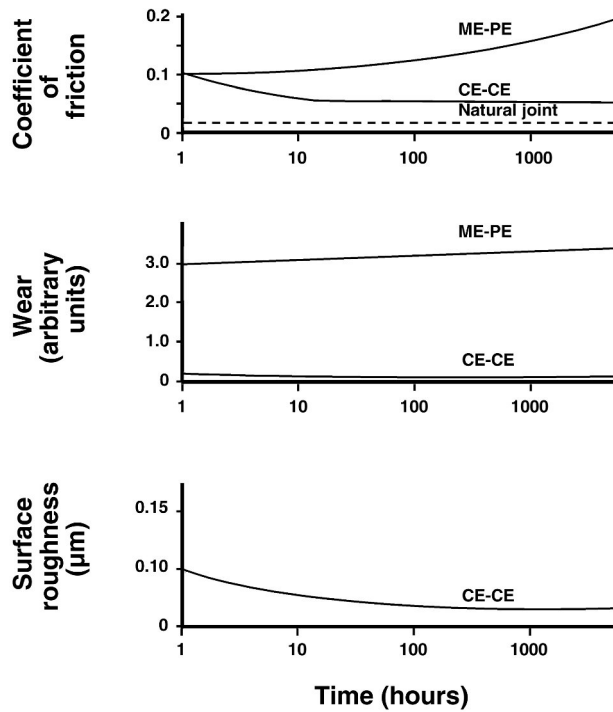 Coefficient
of
friction
0.2
0.1
0
ME-PE
CE-CE
Natural joint
1
10
100
1000
Wear
(arbitrary
units)
3.0
2.0
1.0
0
ME-PE
CE-CE
1
10
100
1000
Surface
roughness
(µm)
0.15
0.10
0
CE-CE
1
10
100
1000
Time (hours)